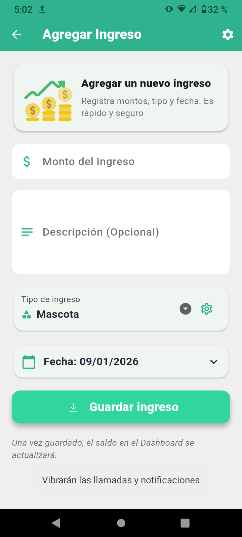 5:02
32 %
Agregar Ingreso
Agregar un nuevo ingreso
Registra montos, tipo y fecha. Es
rápido y seguro
Monto del ingreso
Descripción (Opcional)
Tipo de ingreso
Mascota
Fecha: 09/01/2026
Guardar ingreso
Una vez guardado, el saldo en el Dashboard se
actualizará.
Vibrarán las llamadas y notificaciones